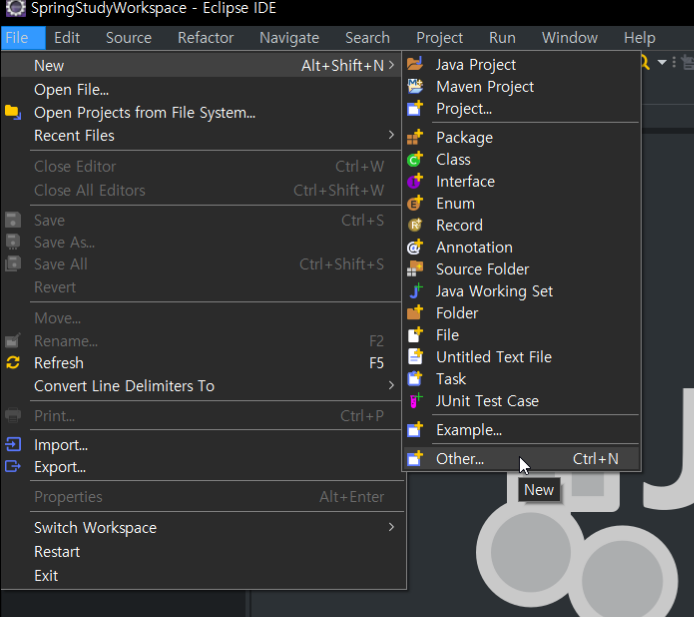 SpringStudyWorkspace - Eclipse IDE
File Edit Source Refactor Navigate Search Project Run Window Help
New Alt+Shift+N >
Open File...
Open Projects from File System...
Recent Files >
Close Editor Ctrl+W
Close All Editors Ctrl+Shift+W
Save Ctrl+S
Save As...
Save All Ctrl+Shift+S
Revert
Move...
Rename... F2
Refresh F5
Convert Line Delimiters To >
Print... Ctrl+P
Import...
Export...
Properties Alt+Enter
Switch Workspace >
Restart
Exit
Java Project
Maven Project
Project...
Package
Class
Interface
Enum
Record
Annotation
Source Folder
Java Working Set
Folder
File
Untitled Text File
Task
JUnit Test Case
Example...
Other... Ctrl+N
New
J